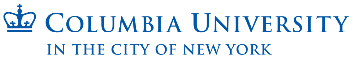 COLUMBIA UNIVERSITY
IN THE CITY OF NEW YORK